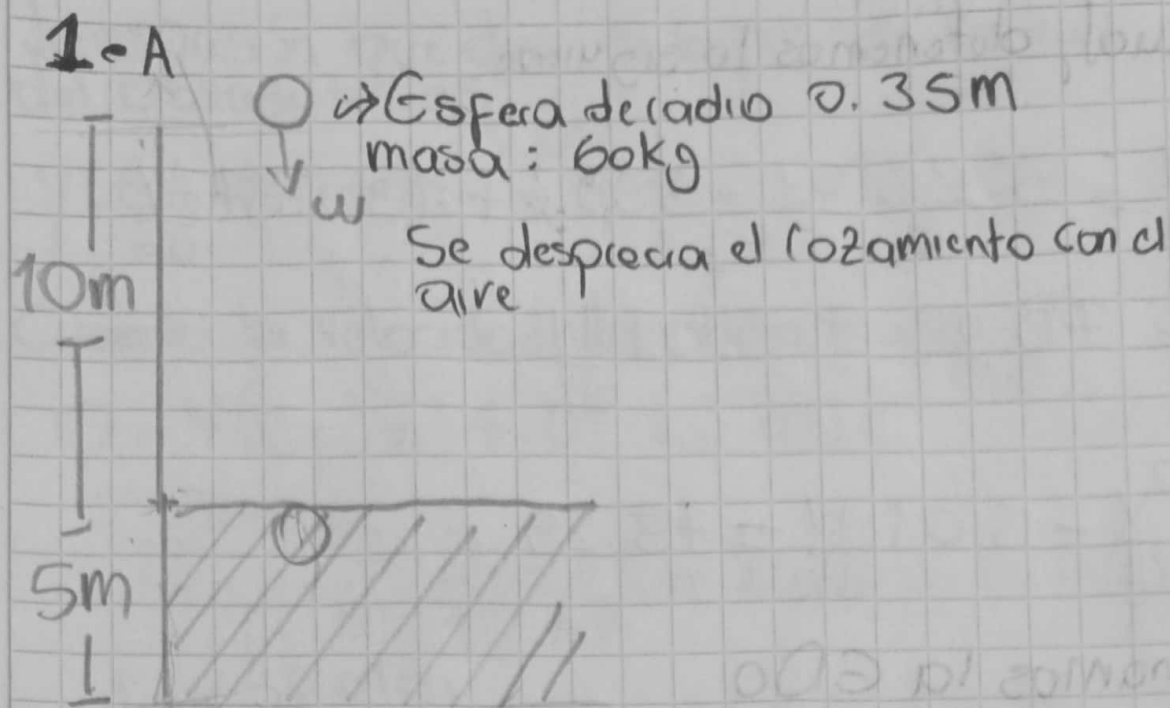 1-A
Esfera de radio 0.35m
masa: 60kg
w
Se desprecia el rozamiento con el
aire
10m
5m